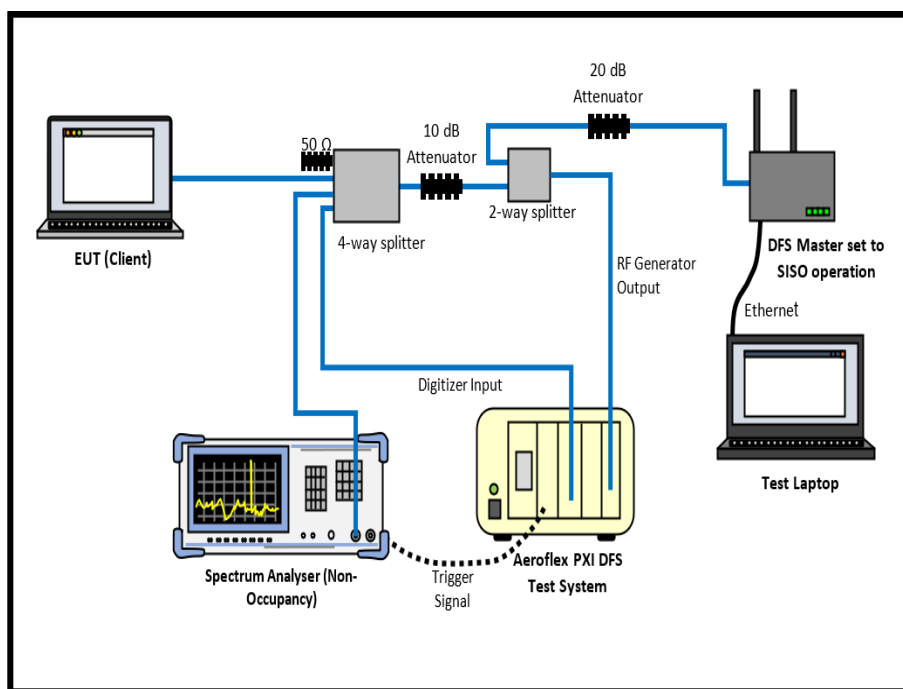 20 dB
Attenuator
10 dB
Attenuator
50 Ω
2-way splitter
4-way splitter
EUT (Client)
DFS Master set to
SISO operation
RF Generator
Output
Ethernet
Digitizer Input
Test Laptop
Aeroflex PXI DFS
Test System
Spectrum Analyser (Non-
Occupancy)
Trigger
Signal